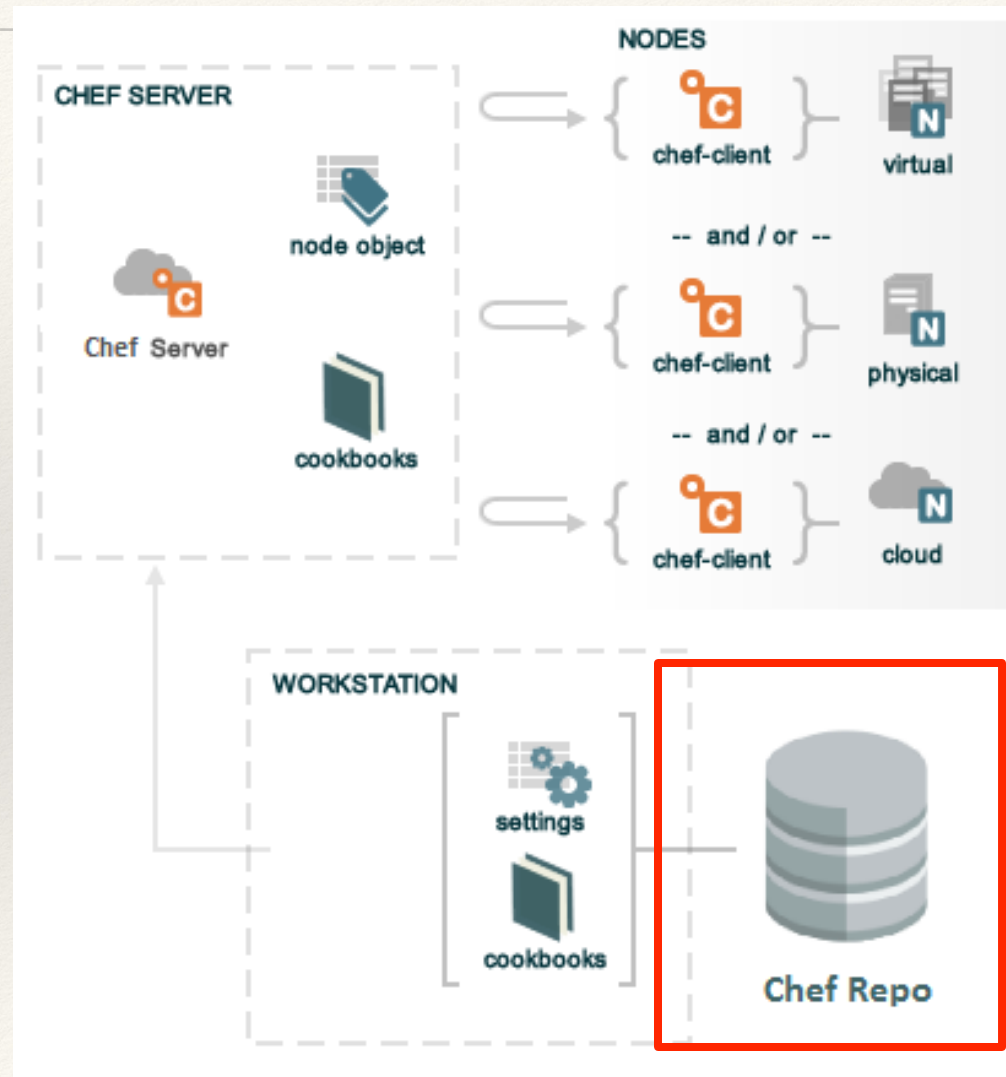 NODES
CHEF SERVER
C
chef-client
N
virtual
node object
-- and / or --
C
Chef Server
C
chef-client
N
physical
cookbooks
-- and / or --
C
chef-client
N
cloud
WORKSTATION
settings
cookbooks
Chef Repo